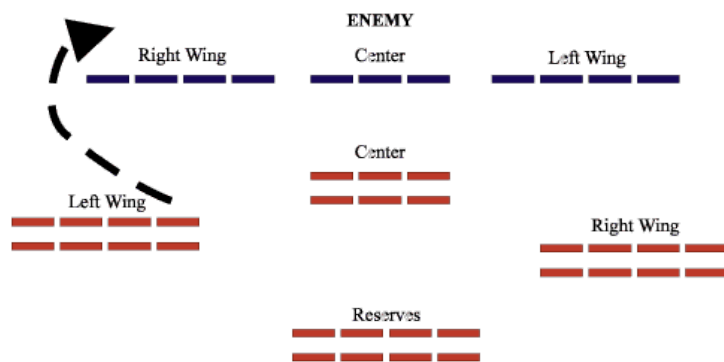 ENEMY
Right Wing
Center
Left Wing
Center
Left Wing
Right Wing
Reserves